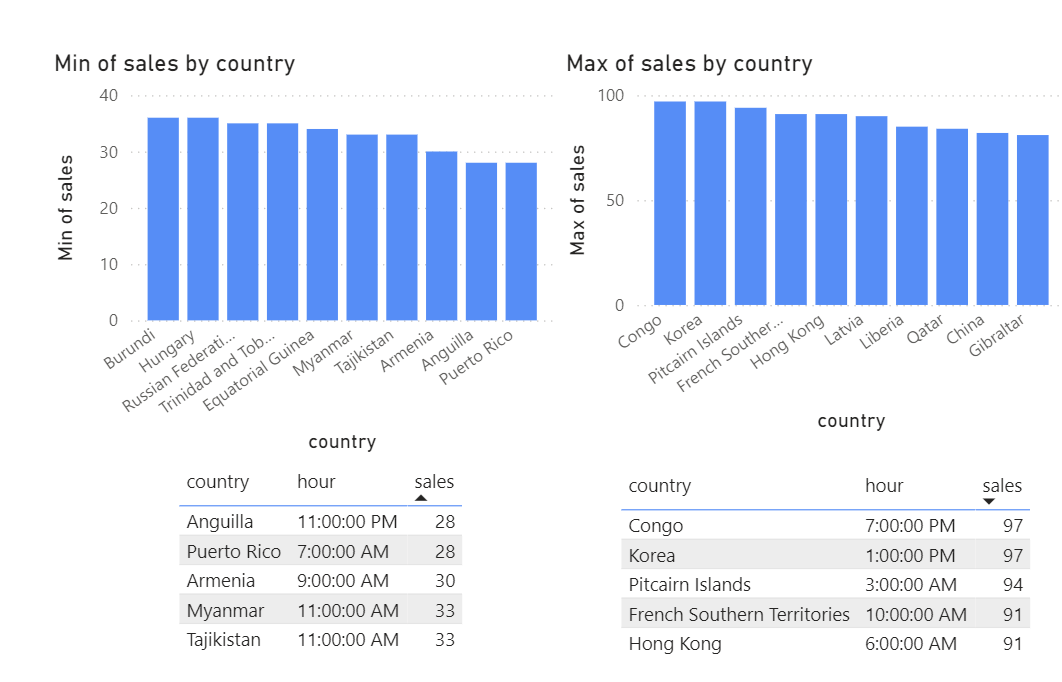 Min of sales by country
Min of sales
40
30
20
10
0
Burundi
Hungary
Russian Federati...
Trinidad and Tob...
Equatorial Guinea
Myanmar
Tajikistan
Armenia
Anguilla
Puerto Rico
country
country hour sales
Anguilla 11:00:00 PM 28
Puerto Rico 7:00:00 AM 28
Armenia 9:00:00 AM 30
Myanmar 11:00:00 AM 33
Tajikistan 11:00:00 AM 33
Max of sales by country
Max of sales
100
50
0
Congo
Korea
Pitcairn Islands
French Souther...
Hong Kong
Latvia
Liberia
Qatar
China
Gibraltar
country
country hour sales
Congo 7:00:00 PM 97
Korea 1:00:00 PM 97
Pitcairn Islands 3:00:00 AM 94
French Southern Territories 10:00:00 AM 91
Hong Kong 6:00:00 AM 91